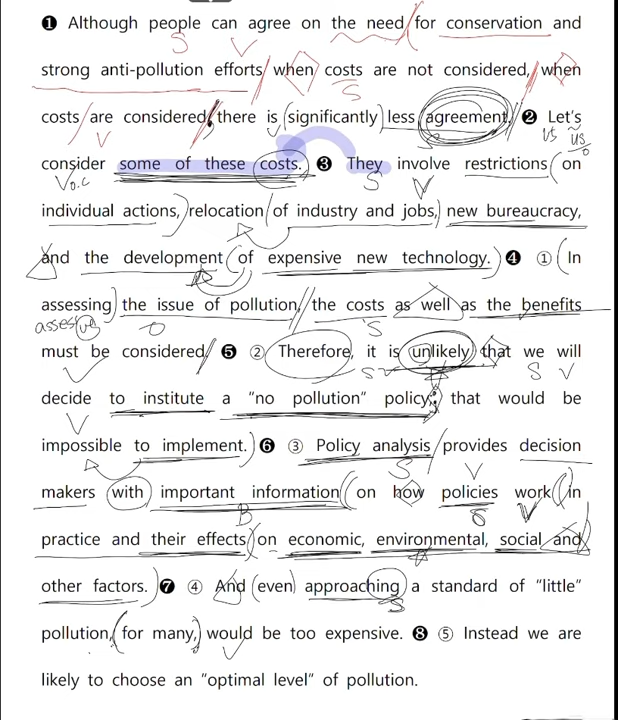 ❶ Although people can agree on the need for conservation and
S V
strong anti-pollution efforts when costs are not considered, when
S
costs are considered, there is (significantly) less agreement. ❷ Let's
V V us us
consider some of these costs. ❸ They involve restrictions (on
V O.C S V
individual actions,) relocation (of industry and jobs,) new bureaucracy,
and the development (of expensive new technology.) ❹ ① (In
assessing) the issue of pollution, the costs as well as the benefits
assess ing O S
must be considered. ❺ ② Therefore, it is unlikely that we will
V S V S V
decide to institute a "no pollution" policy; that would be
V
impossible to implement.) ❻ ③ Policy analysis provides decision
S V
makers (with) important information (on how policies work (in
B S V
practice and their effects) (on economic, environmental, social and
other factors.) ❼ ④ And (even) approaching a standard of "little"
S
pollution, (for many,) would be too expensive. ❽ ⑤ Instead we are
V
likely to choose an "optimal level" of pollution.